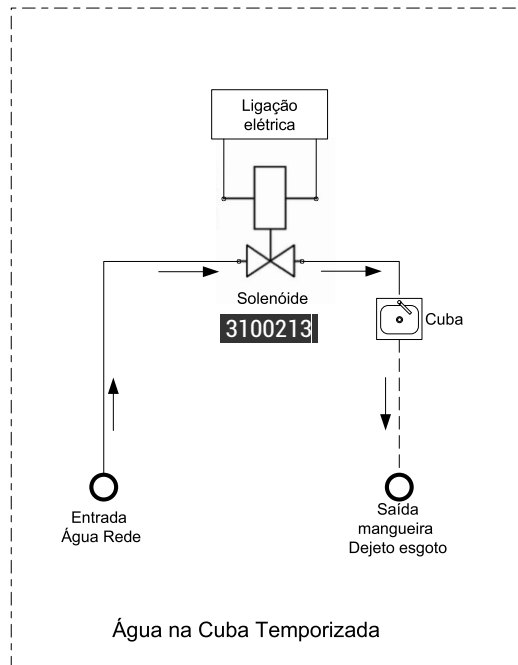 Ligação
elétrica
Solenóide
3100213
Cuba
Entrada
Água Rede
Saída
mangueira
Dejeto esgoto
Água na Cuba Temporizada